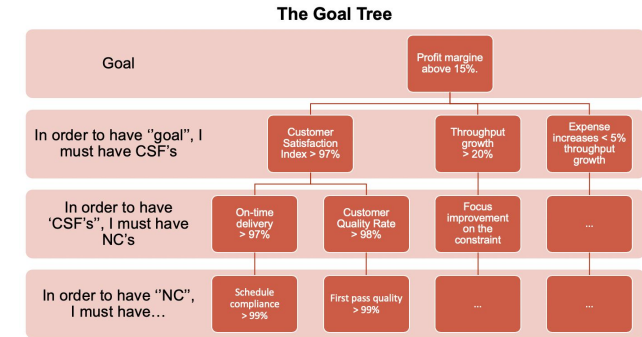 The Goal Tree
Goal
Profit margin
above 15%.
In order to have ‘’goal’’, I
must have CSF’s
Customer
Satisfaction
Index > 97%
Throughput
growth
> 20%
Expense
increases < 5%
throughput
growth
In order to have
‘CSF’s’’, I must have
NC’s
On-time
delivery
> 97%
Customer
Quality Rate
> 98%
Focus
improvement
on the
constraint
...
In order to have ‘’NC’’,
I must have…
Schedule
compliance
> 99%
First pass quality
> 99%
...
...